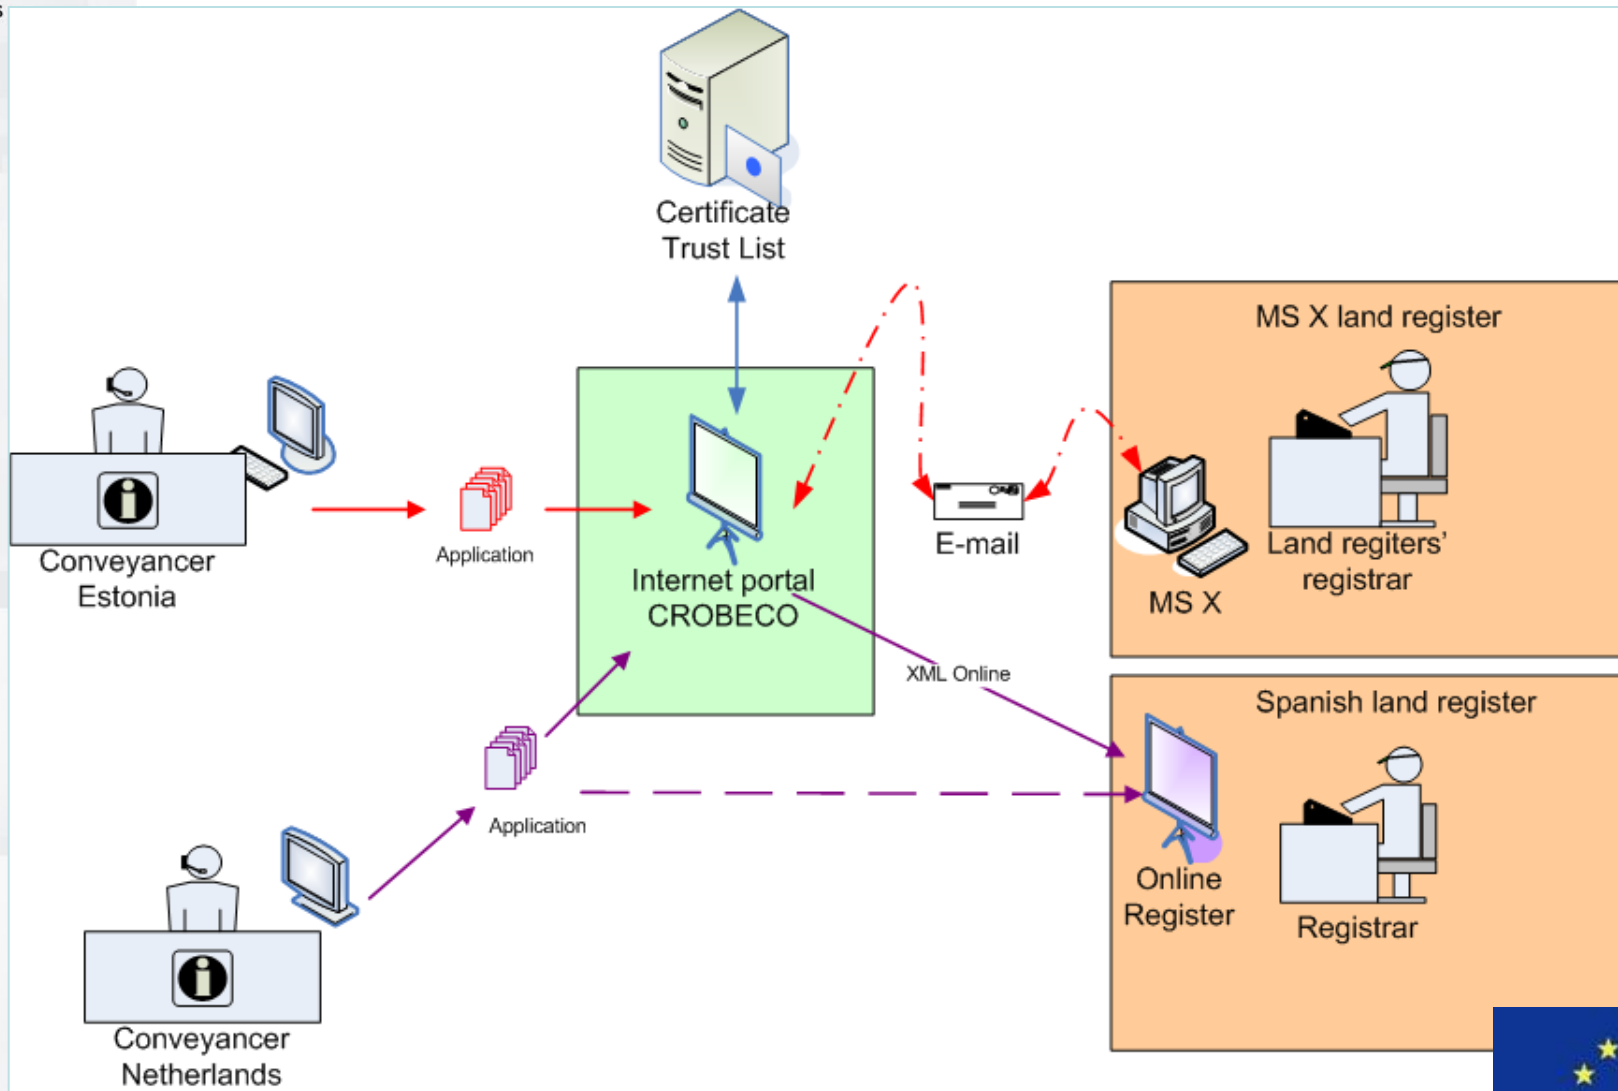 s
Certificate
Trust List
MS X land register
Conveyancer
Estonia
Application
Internet portal
CROBECO
E-mail
MS X
Land regiters'
registrar
XML Online
Spanish land register
Application
Online
Register
Registrar
Conveyancer
Netherlands